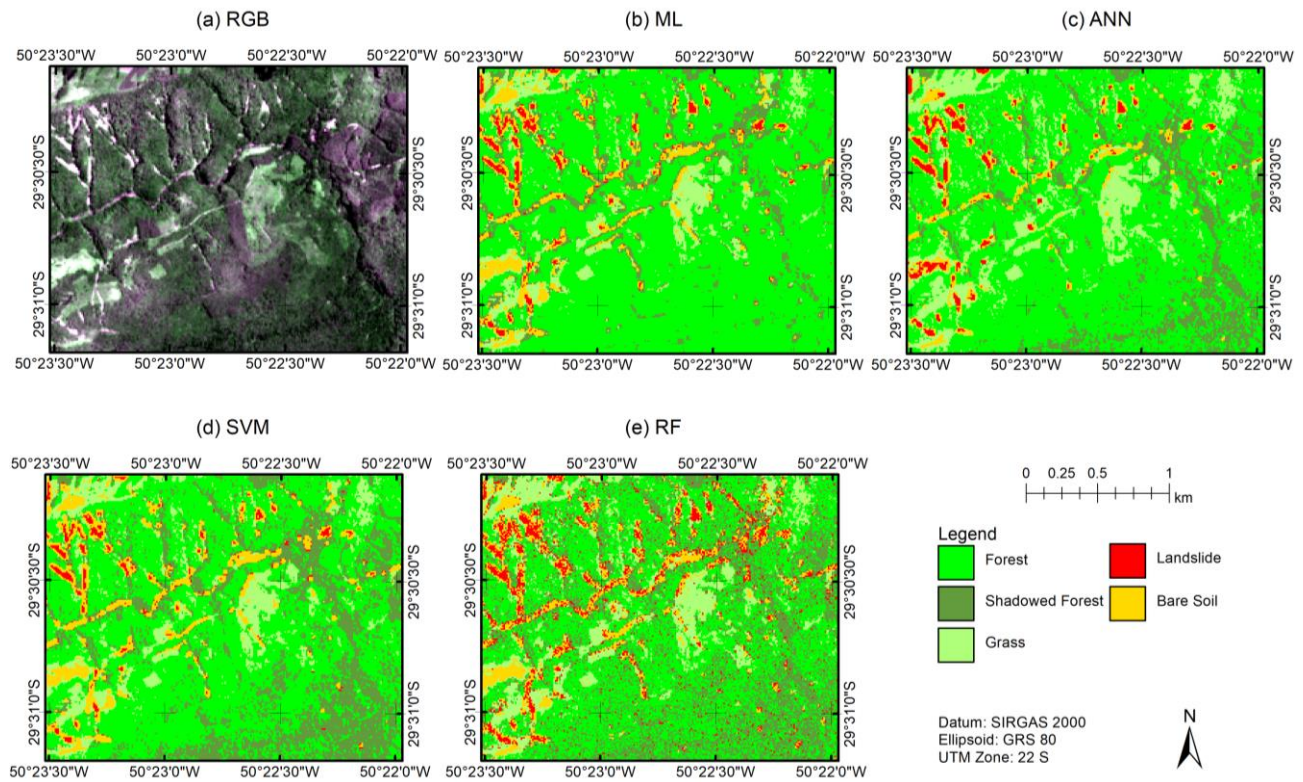 (a) RGB
50°23'30"W 50°23'0"W 50°22'30"W 50°22'0"W
29°30'30"S 29°30'30"S
29°31'0"S 29°31'0"S
50°23'30"W 50°23'0"W 50°22'30"W 50°22'0"W
(b) ML
50°23'30"W 50°23'0"W 50°22'30"W 50°22'0"W
29°30'30"S 29°30'30"S
29°31'0"S 29°31'0"S
50°23'30"W 50°23'0"W 50°22'30"W 50°22'0"W
(c) ANN
50°23'30"W 50°23'0"W 50°22'30"W 50°22'0"W
29°30'30"S 29°30'30"S
29°31'0"S 29°31'0"S
50°23'30"W 50°23'0"W 50°22'30"W 50°22'0"W
(d) SVM
50°23'30"W 50°23'0"W 50°22'30"W 50°22'0"W
29°30'30"S 29°30'30"S
29°31'0"S 29°31'0"S
50°23'30"W 50°23'0"W 50°22'30"W 50°22'0"W
(e) RF
50°23'30"W 50°23'0"W 50°22'30"W 50°22'0"W
29°30'30"S 29°30'30"S
29°31'0"S 29°31'0"S
50°23'30"W 50°23'0"W 50°22'30"W 50°22'0"W
0 0.25 0.5 1
km
Legend
Forest Landslide
Shadowed Forest Bare Soil
Grass
Datum: SIRGAS 2000
Ellipsoid: GRS 80
UTM Zone: 22 S
N